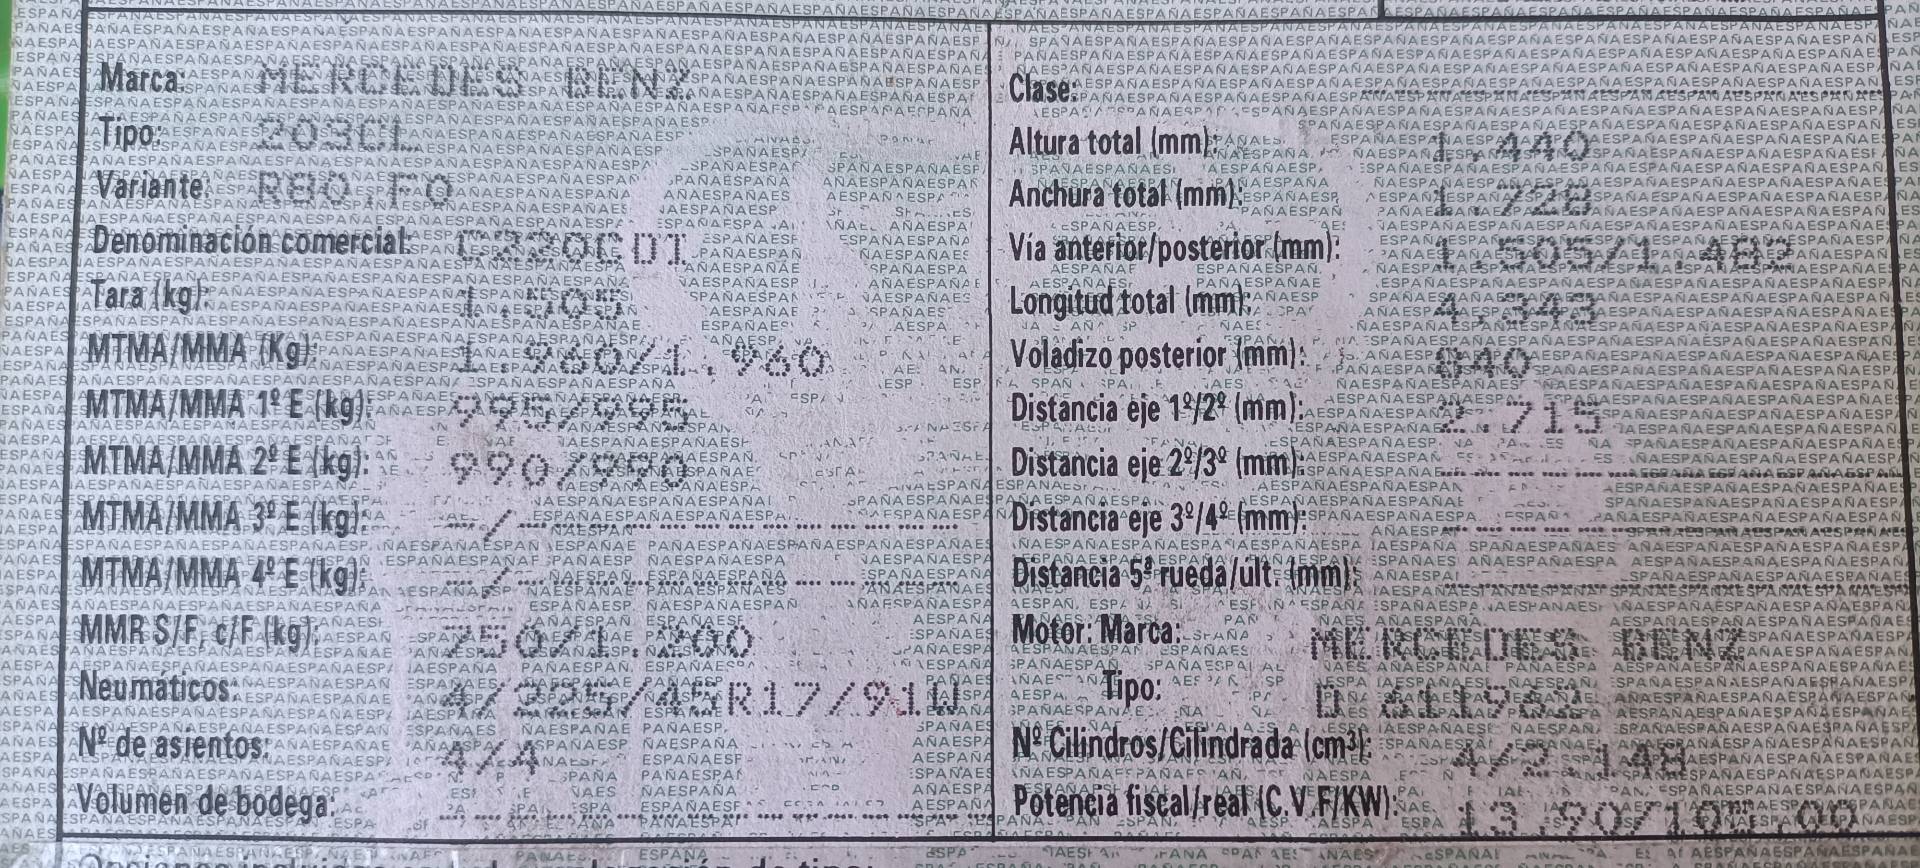 Marca: MERCEDES BENZ
Tipo: 203CL
Variante: RBO.F0
Denominación comercial: C220CDI
Tara (kg): 1.505
MTMA/MMA (Kg): 1.960/1.960
MTMA/MMA 1º E (kg): 995/995
MTMA/MMA 2º E (kg): 990/990
MTMA/MMA 3º E (kg): -/-
MTMA/MMA 4º E (kg): -/-
MMR S/F, c/F (kg): 750/1.200
Neumáticos: 4/225/45R17/91W
Nº de asientos: 4/4
Volumen de bodega:
Clase:
Altura total (mm): 1.440
Anchura total (mm): 1.728
Vía anterior/posterior (mm): 1.505/1.482
Longitud total (mm): 4.343
Voladizo posterior (mm): 840
Distancia eje 1º/2º (mm): 2.715
Distancia eje 2º/3º (mm):
Distancia eje 3º/4º (mm):
Distancia 5ª rueda/últ. (mm):
Motor: Marca: MERCEDES BENZ
Tipo: D 611962
Nº Cilindros/Cilindrada (cm³): 4/2.148
Potencia fiscal/real (C.V.F/KW): 13.90/